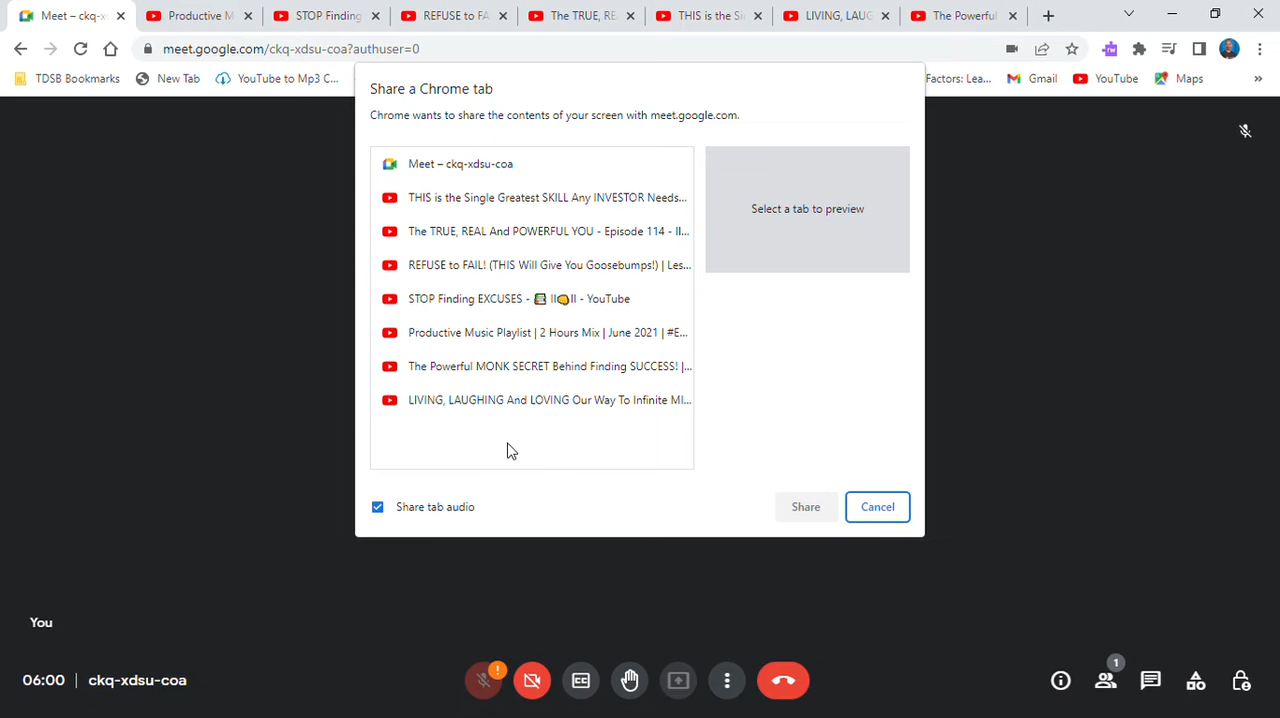 Meet – ckq-x
Productive M
STOP Finding
REFUSE to FA
The TRUE, RE
THIS is the Si
LIVING, LAUG
The Powerful
meet.google.com/ckq-xdsu-coa?authuser=0
TDSB Bookmarks
New Tab
YouTube to Mp3 C...
Factors: Lea...
Gmail
YouTube
Maps
»
Share a Chrome tab
Chrome wants to share the contents of your screen with meet.google.com.
Meet – ckq-xdsu-coa
THIS is the Single Greatest SKILL Any INVESTOR Needs...
The TRUE, REAL And POWERFUL YOU - Episode 114 - II...
REFUSE to FAIL! (THIS Will Give You Goosebumps!) | Les...
STOP Finding EXCUSES - 📓 II👊II - YouTube
Productive Music Playlist | 2 Hours Mix | June 2021 | #E...
The Powerful MONK SECRET Behind Finding SUCCESS! |...
LIVING, LAUGHING And LOVING Our Way To Infinite MI...
Select a tab to preview
Share tab audio
Share
Cancel
You
06:00 | ckq-xdsu-coa
!
CC
1